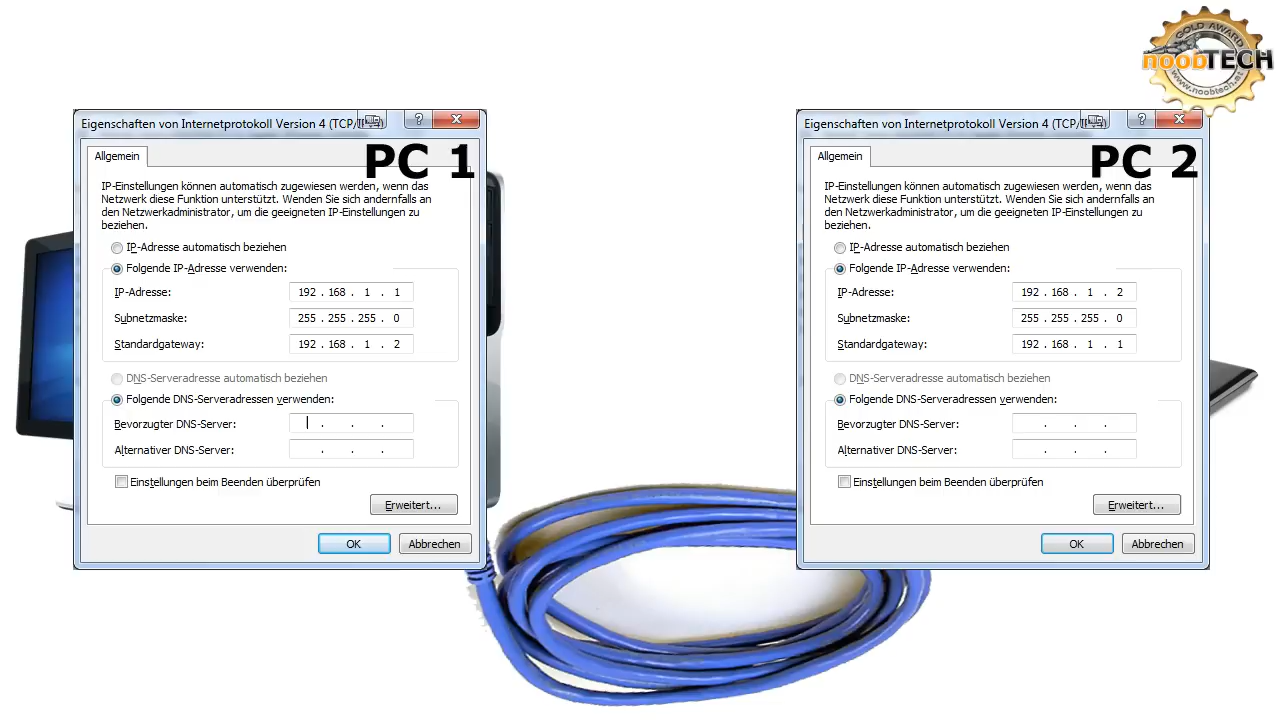 GOLD AWARD
noobTECH
www.noobtech.at
Eigenschaften von Internetprotokoll Version 4 (TCP/IPv4)
PC 1
Allgemein
IP-Einstellungen können automatisch zugewiesen werden, wenn das
Netzwerk diese Funktion unterstützt. Wenden Sie sich andernfalls an
den Netzwerkadministrator, um die geeigneten IP-Einstellungen zu
beziehen.
IP-Adresse automatisch beziehen
Folgende IP-Adresse verwenden:
IP-Adresse: 192 . 168 . 1 . 1
Subnetzmaske: 255 . 255 . 255 . 0
Standardgateway: 192 . 168 . 1 . 2
DNS-Serveradresse automatisch beziehen
Folgende DNS-Serveradressen verwenden:
Bevorzugter DNS-Server: . . .
Alternativer DNS-Server: . . .
Einstellungen beim Beenden überprüfen
Erweitert...
OK Abbrechen
Eigenschaften von Internetprotokoll Version 4 (TCP/IPv4)
PC 2
Allgemein
IP-Einstellungen können automatisch zugewiesen werden, wenn das
Netzwerk diese Funktion unterstützt. Wenden Sie sich andernfalls an
den Netzwerkadministrator, um die geeigneten IP-Einstellungen zu
beziehen.
IP-Adresse automatisch beziehen
Folgende IP-Adresse verwenden:
IP-Adresse: 192 . 168 . 1 . 2
Subnetzmaske: 255 . 255 . 255 . 0
Standardgateway: 192 . 168 . 1 . 1
DNS-Serveradresse automatisch beziehen
Folgende DNS-Serveradressen verwenden:
Bevorzugter DNS-Server: . . .
Alternativer DNS-Server: . . .
Einstellungen beim Beenden überprüfen
Erweitert...
OK Abbrechen